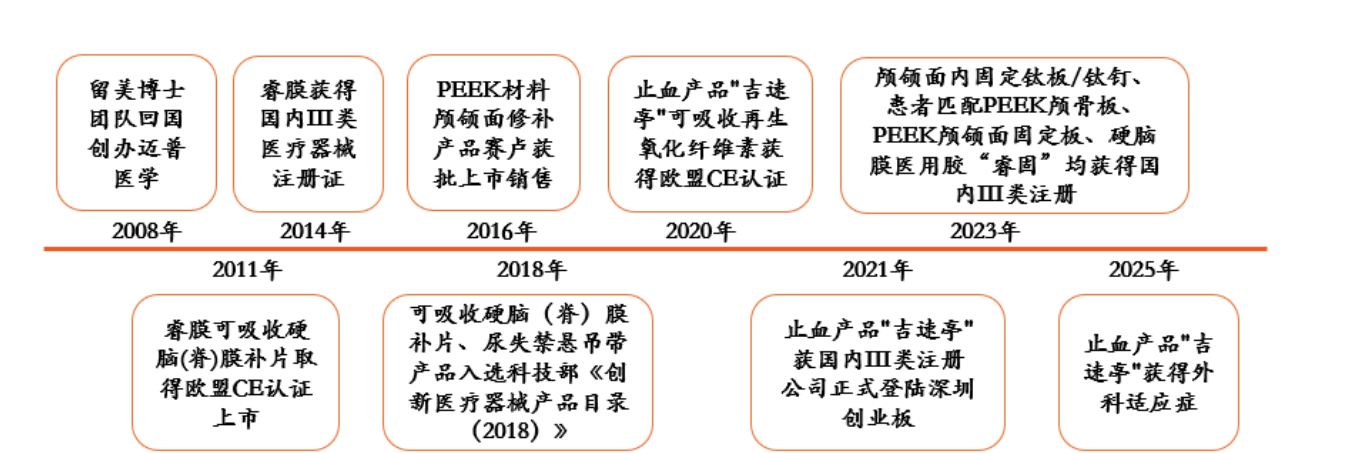 留美博士
团队回国
创办迈普
医学
睿膜获得
国内III类
医疗器械
注册证
PEEK材料
颅颌面修补
产品赛卢获
批上市销售
止血产品"吉速
亭"可吸收再生
氧化纤维素获
得欧盟CE认证
颅颌面内固定钛板/钛钉、
患者匹配PEEK颅骨板、
PEEK颅颌面固定板、硬脑
膜医用胶“睿固”均获得国
内III类注册
2008年
2014年
2016年
2020年
2023年
2011年
2018年
2021年
2025年
睿膜可吸收硬
脑(脊)膜补片取
得欧盟CE认证
上市
可吸收硬脑（脊）膜
补片、尿失禁悬吊带
产品入选科技部《创
新医疗器械产品目录
（2018）》
止血产品"吉速亭"
获国内III类注册
公司正式登陆深圳
创业板
止血产品"吉
速亭"获得外
科适应症